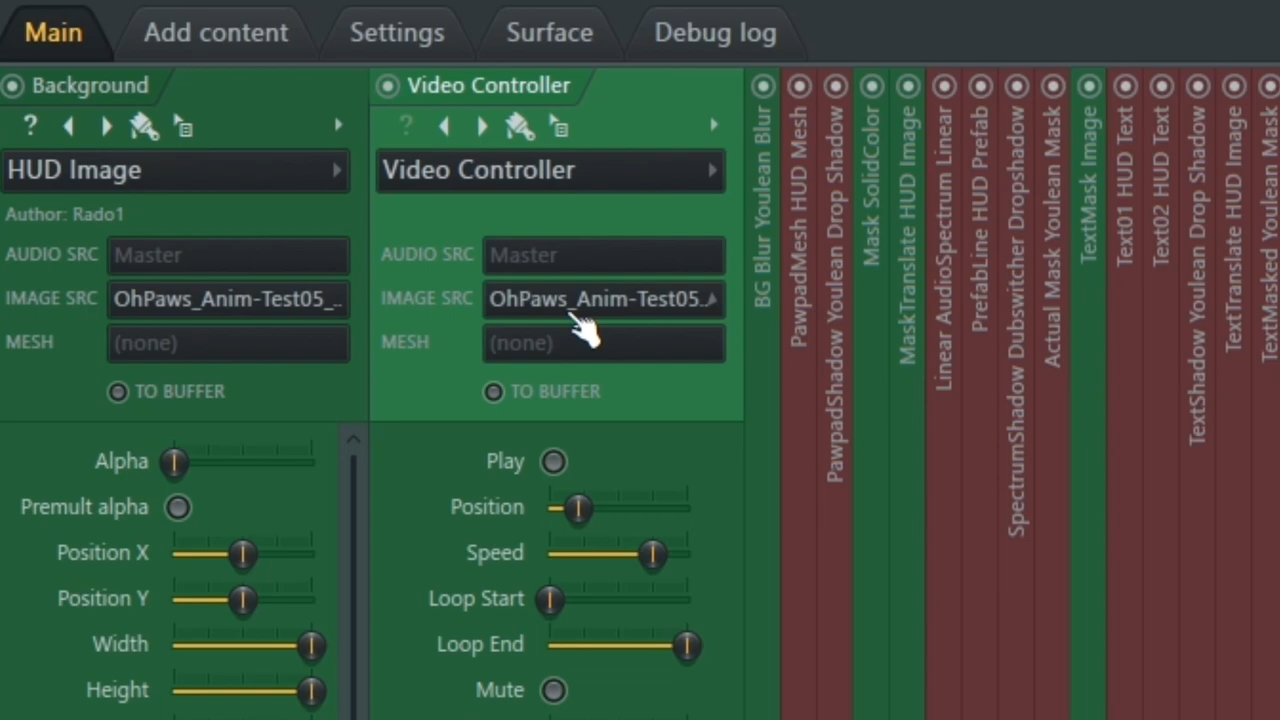 Main
Add content
Settings
Surface
Debug log
Background
?
HUD Image
Author: Rado1
AUDIO SRC
Master
IMAGE SRC
OhPaws_Anim-Test05_..
MESH
(none)
TO BUFFER
Alpha
Premult alpha
Position X
Position Y
Width
Height
Video Controller
?
Video Controller
AUDIO SRC
Master
IMAGE SRC
OhPaws_Anim-Test05..
MESH
(none)
TO BUFFER
Play
Position
Speed
Loop Start
Loop End
Mute
BG Blur Youlean Blur
PawpadMesh HUD Mesh
PawpadShadow Youlean Drop Shadow
Mask SolidColor
MaskTranslate HUD Image
Linear AudioSpectrum Linear
PrefabLine HUD Prefab
SpectrumShadow Dubswitcher Dropshadow
Actual Mask Youlean Mask
TextMask Image
Text01 HUD Text
Text02 HUD Text
TextShadow Youlean Drop Shadow
TextTranslate HUD Image
TextMasked Youlean Mask